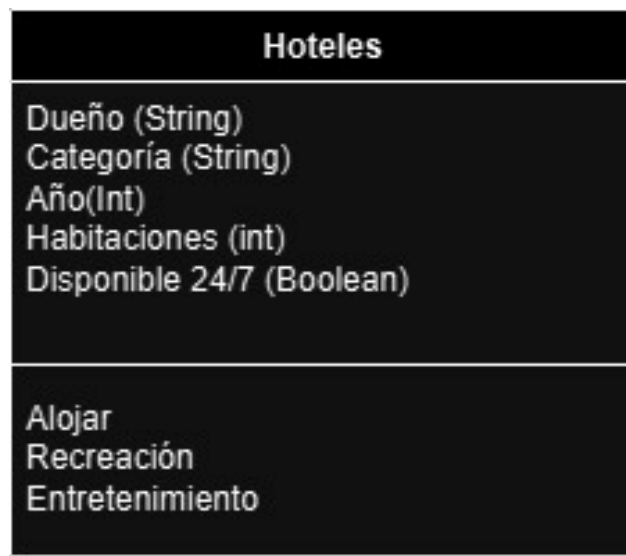 Hoteles
Dueño (String)
Categoría (String)
Año(Int)
Habitaciones (int)
Disponible 24/7 (Boolean)
Alojar
Recreación
Entretenimiento